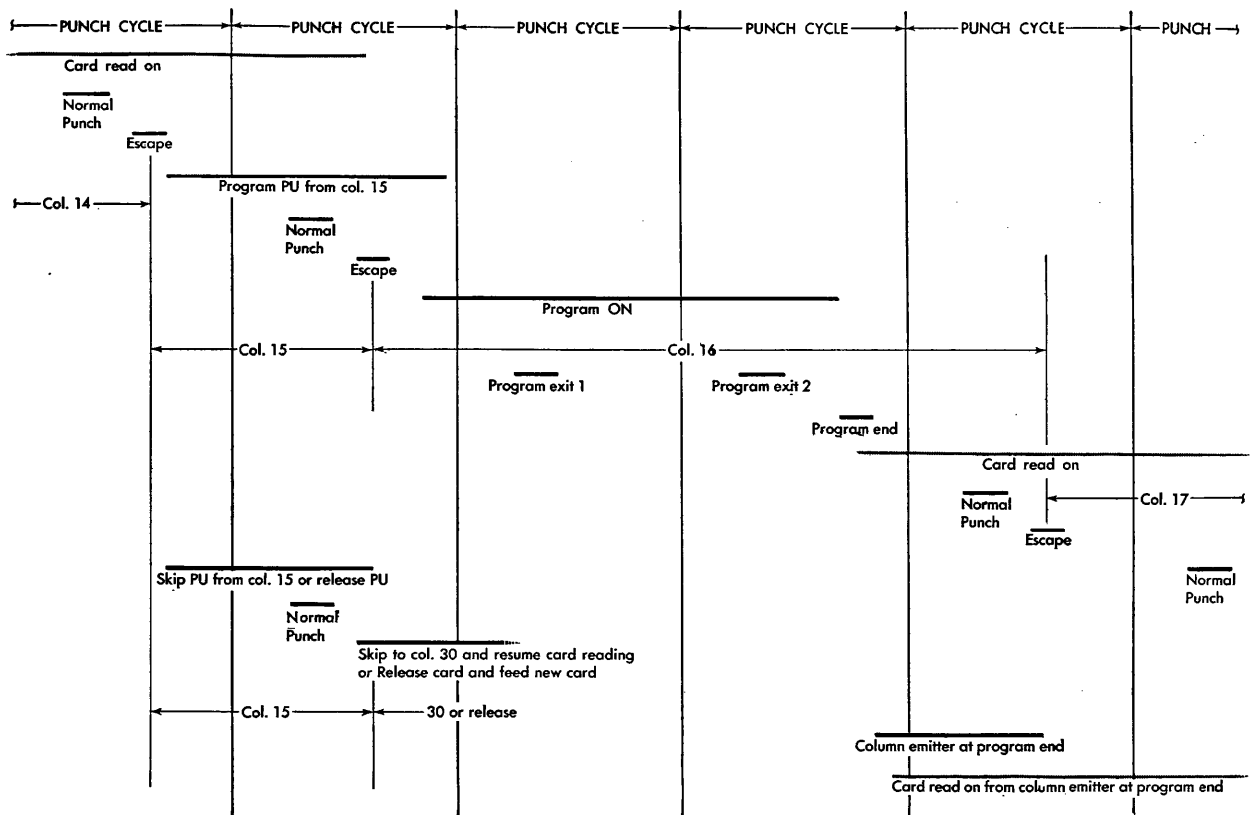 PUNCH CYCLE PUNCH CYCLE PUNCH CYCLE PUNCH CYCLE PUNCH CYCLE PUNCH
Card read on
Normal
Punch
Escape
Program PU from col. 15
Col. 14
Normal
Punch
Escape
Program ON
Col. 15
Col. 16
Program exit 1
Program exit 2
Program end
Card read on
Normal
Punch
Col. 17
Escape
Skip PU from col. 15 or release PU
Normal
Punch
Normal
Punch
Skip to col. 30 and resume card reading
or Release card and feed new card
Col. 15
30 or release
Column emitter at program end
Card read on from column emitter at program end